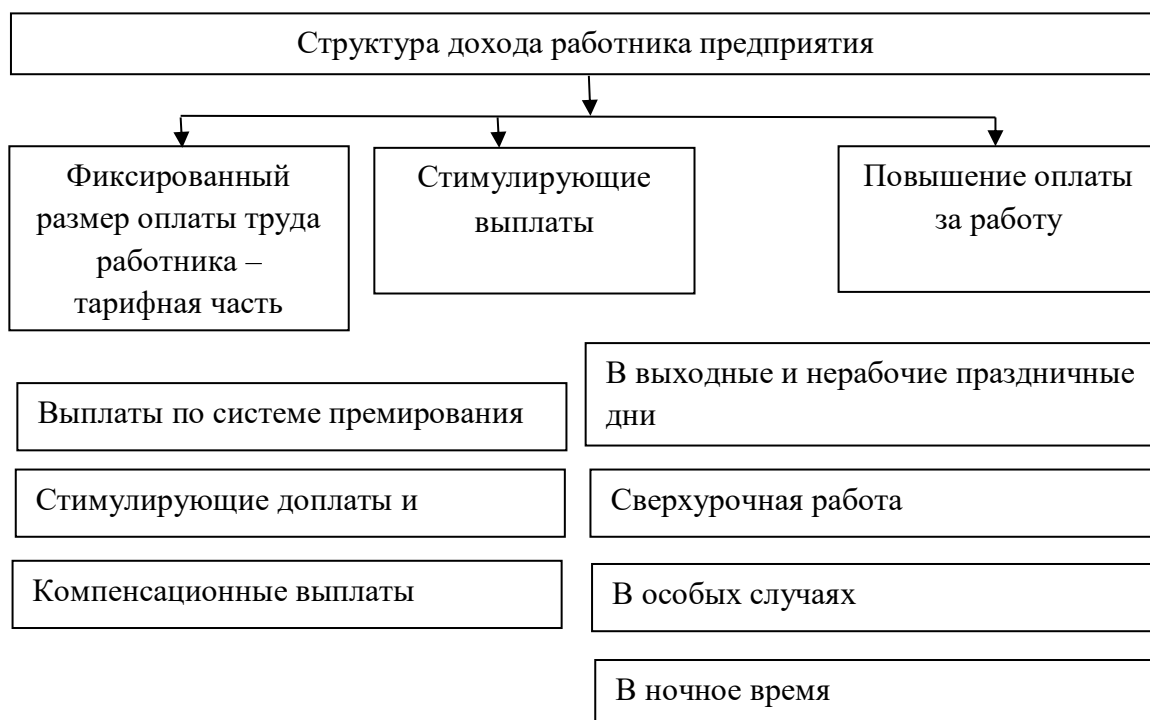 Структура дохода работника предприятия
Фиксированный
размер оплаты труда
работника –
тарифная часть
Стимулирующие
выплаты
Повышение оплаты
за работу
Выплаты по системе премирования
Стимулирующие доплаты и
Компенсационные выплаты
В выходные и нерабочие праздничные
дни
Сверхурочная работа
В особых случаях
В ночное время